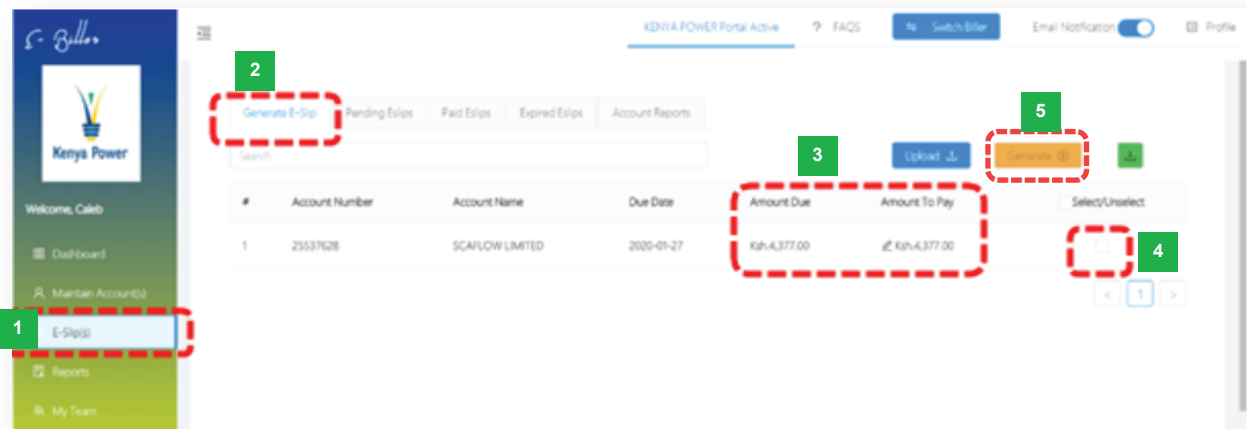 E-Biller
KENYA POWER Portal Active
? FAQS
Switch Biller
Email Notification
Profile
2
Generate E-Slip
Pending Eslips
Paid Eslips
Expired Eslips
Account Reports
5
Kenya Power
Search
3
Upload
Generate
Welcome, Caleb
# Account Number Account Name Due Date Amount Due Amount To Pay Select/Unselect
1 25537628 SCAFLOW LIMITED 2020-01-27 Ksh.4,377.00 Ksh.4,377.00
4
Dashboard
Maintain Account(s)
< 1 >
1
E-Slip(s)
Reports
My Team